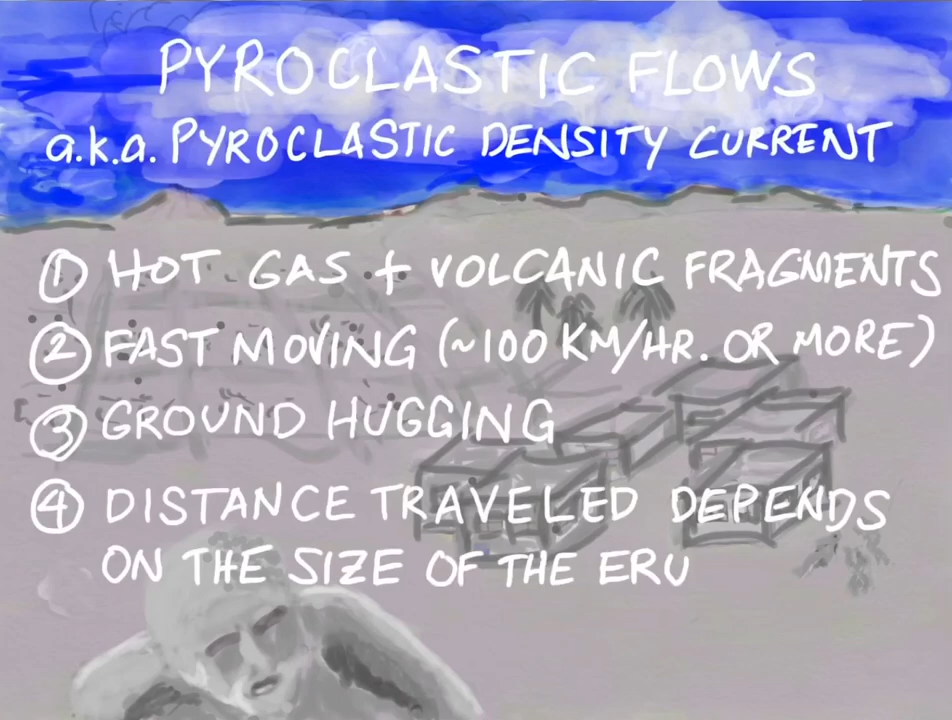 PYROCLASTIC FLOWS
a.k.a. PYROCLASTIC DENSITY CURRENT
① HOT GAS + VOLCANIC FRAGMENTS
② FAST MOVING (~100 KM/HR. OR MORE)
③ GROUND HUGGING
④ DISTANCE TRAVELED DEPENDS
ON THE SIZE OF THE ERU